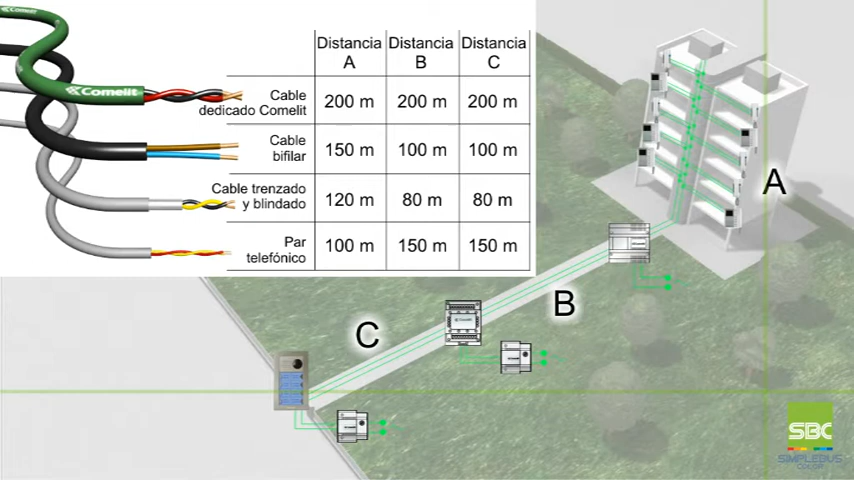 Comelit
Comelit
Distancia A
Distancia B
Distancia C
Cable dedicado Comelit
200 m
200 m
200 m
Cable bifilar
150 m
100 m
100 m
Cable trenzado y blindado
120 m
80 m
80 m
Par telefónico
100 m
150 m
150 m
A
B
C
SBC
SIMPLEBUS
COLOR